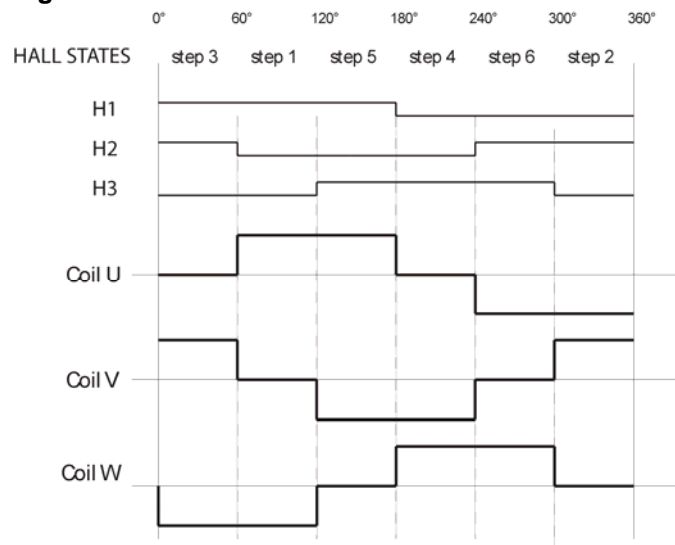 0° 60° 120° 180° 240° 300° 360°
HALL STATES step 3 step 1 step 5 step 4 step 6 step 2
H1
H2
H3
Coil U
Coil V
Coil W